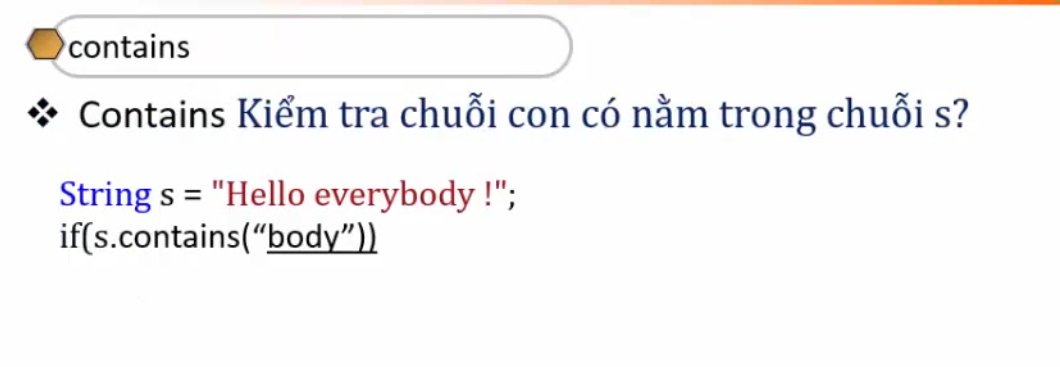 contains
Contains Kiểm tra chuỗi con có nằm trong chuỗi s?
String s = "Hello everybody !";
if(s.contains(“body”))